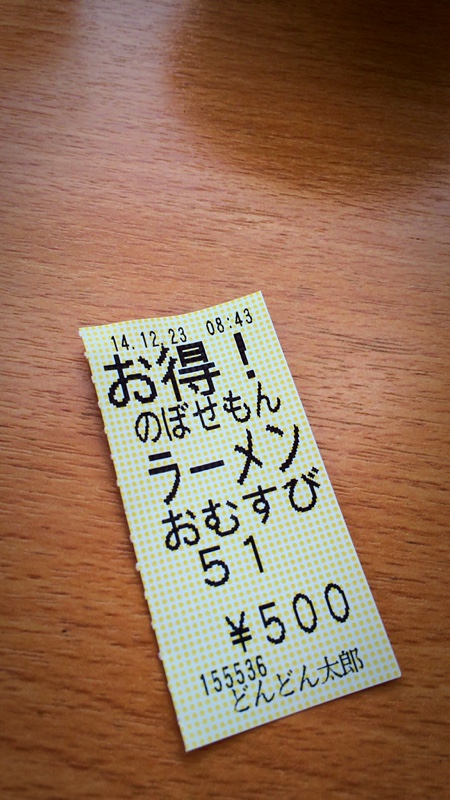 14.12.23 08:43
お得!
のぼせもん
ラーメン
おむすび
51
¥500
155536
どんどん太郎